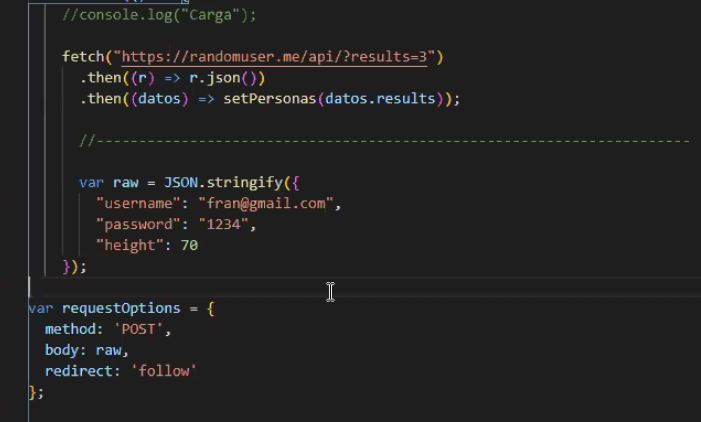 //console.log("Carga");
fetch("https://randomuser.me/api/?results=3")
.then((r) => r.json())
.then((datos) => setPersonas(datos.results));
//-----------------------------------------------------------------------
var raw = JSON.stringify({
"username": "fran@gmail.com",
"password": "1234",
"height": 70
});
var requestOptions = {
method: 'POST',
body: raw,
redirect: 'follow'
};